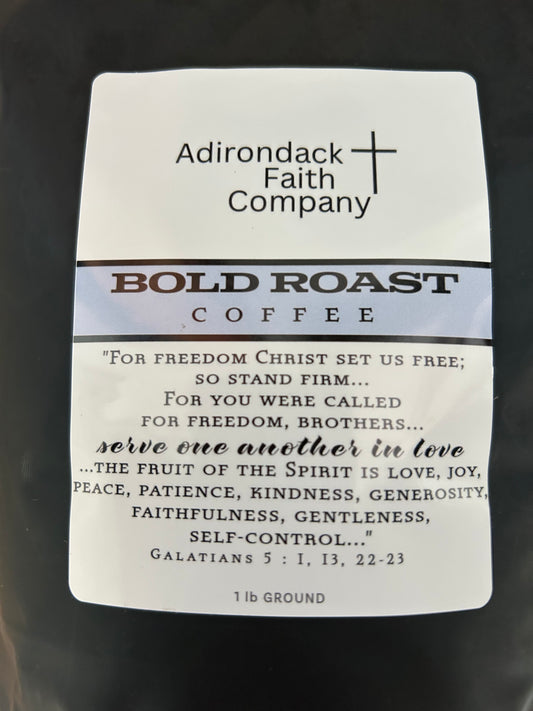 Adirondack
Faith
Company
BOLD ROAST
COFFEE
"For freedom Christ set us free;
so stand firm...
For you were called
for freedom, brothers...
serve one another in love
...the fruit of the Spirit is love, joy,
peace, patience, kindness, generosity,
faithfulness, gentleness,
self-control..."
Galatians 5 : 1, 13, 22-23
1 lb GROUND